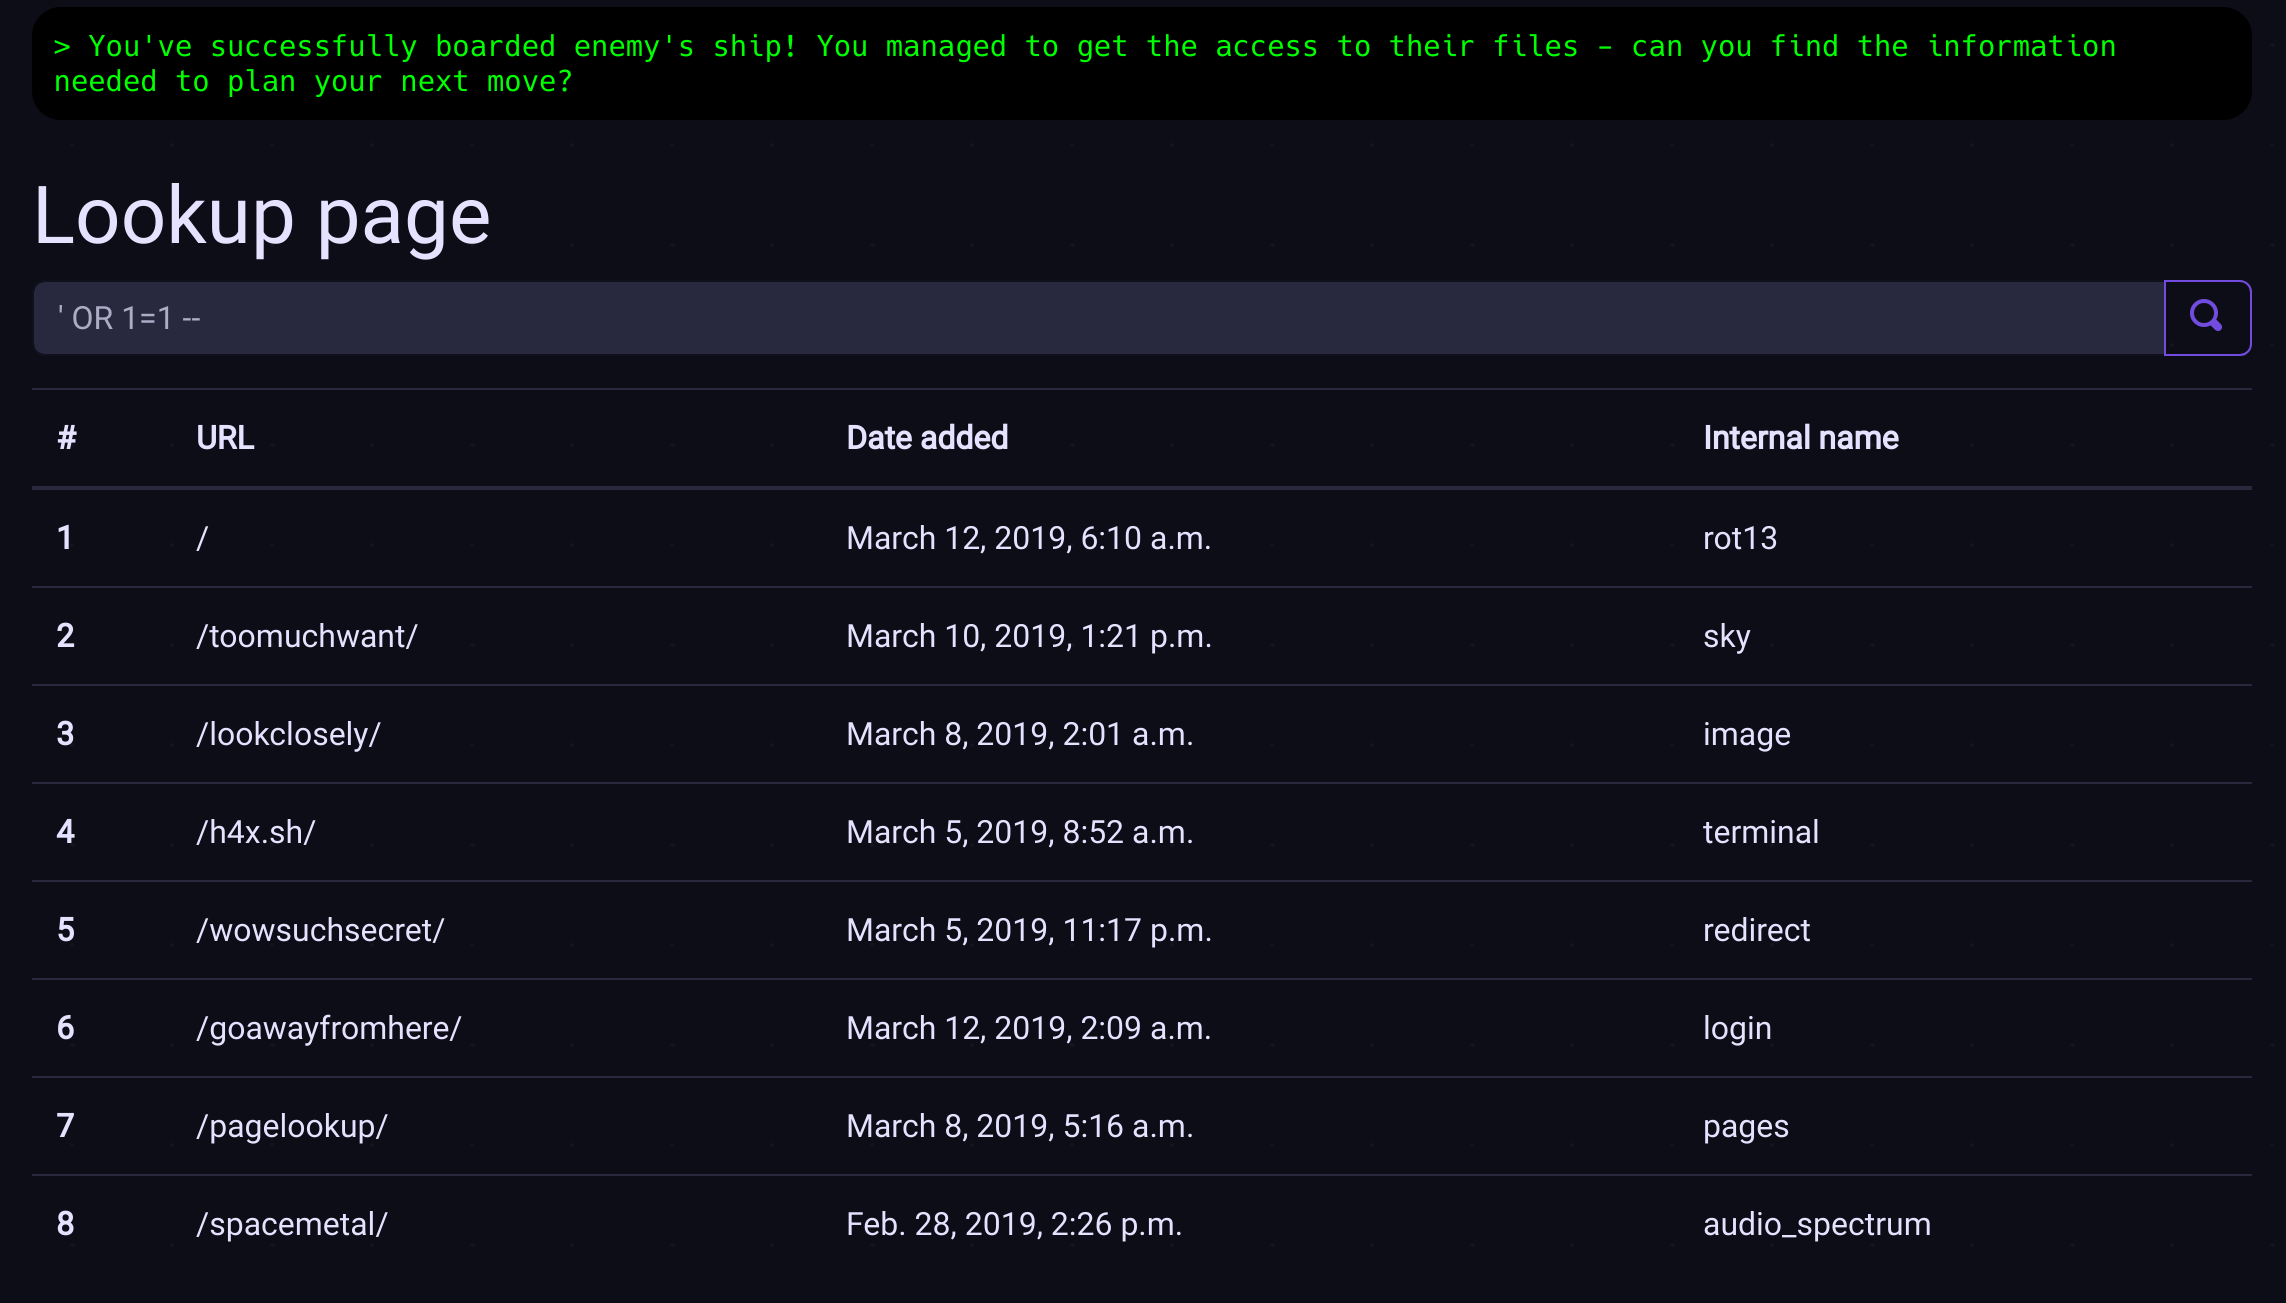 > You've successfully boarded enemy's ship! You managed to get the access to their files - can you find the information
needed to plan your next move?
Lookup page
' OR 1=1 --
# URL Date added Internal name
1 / March 12, 2019, 6:10 a.m. rot13
2 /toomuchwant/ March 10, 2019, 1:21 p.m. sky
3 /lookclosely/ March 8, 2019, 2:01 a.m. image
4 /h4x.sh/ March 5, 2019, 8:52 a.m. terminal
5 /wowsuchsecret/ March 5, 2019, 11:17 p.m. redirect
6 /goawayfromhere/ March 12, 2019, 2:09 a.m. login
7 /pagelookup/ March 8, 2019, 5:16 a.m. pages
8 /spacemetal/ Feb. 28, 2019, 2:26 p.m. audio_spectrum